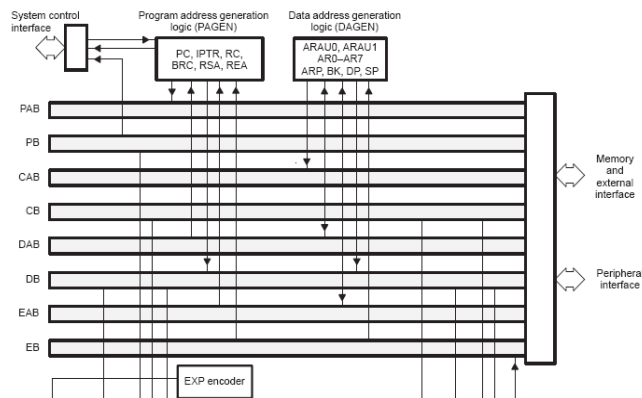 System control
interface
Program address generation
logic (PAGEN)
Data address generation
logic (DAGEN)
PC, IPTR, RC,
BRC, RSA, REA
ARAU0, ARAU1
AR0–AR7
ARP, BK, DP, SP
PAB
PB
CAB
CB
DAB
DB
EAB
EB
Memory
and
external
interface
Peripheral
interface
EXP encoder